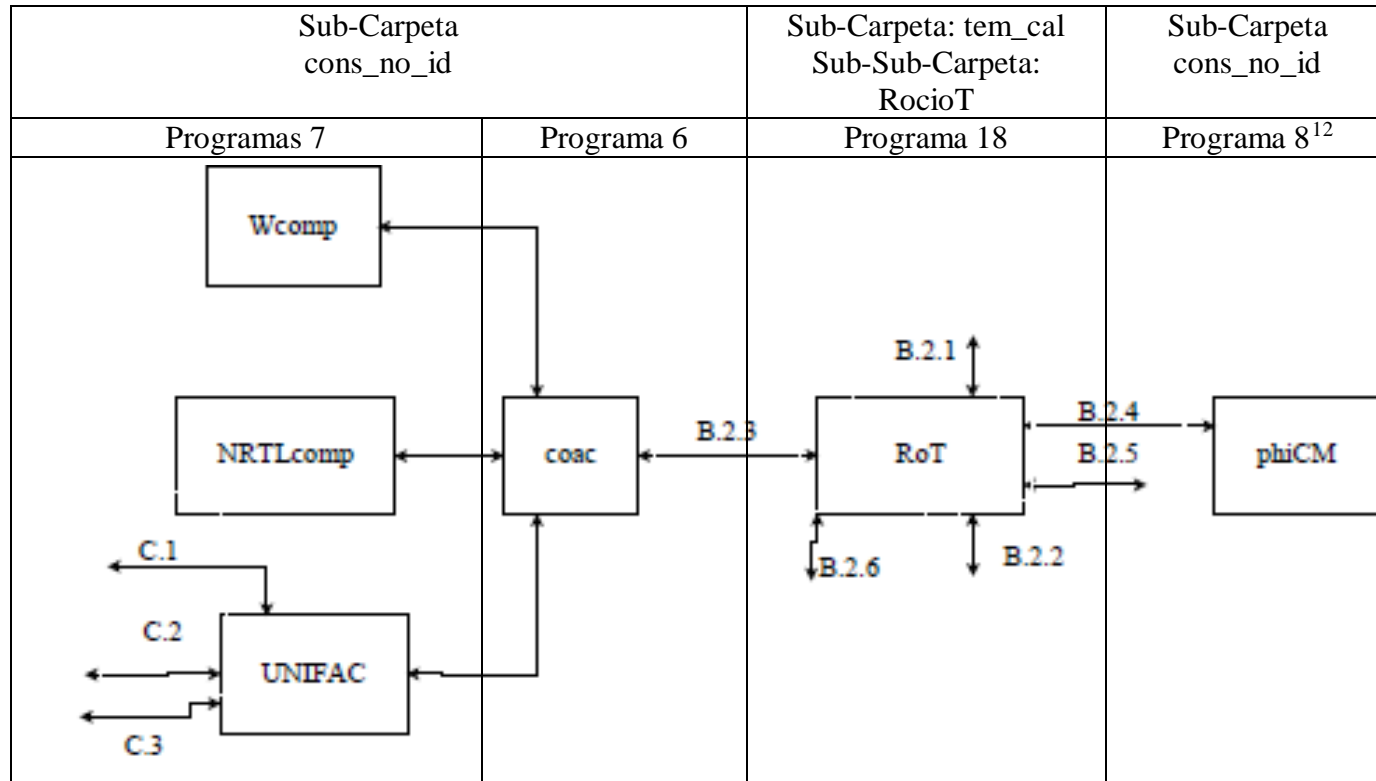 Sub-Carpeta
cons_no_id
Sub-Carpeta: tem_cal
Sub-Sub-Carpeta:
RocioT
Sub-Carpeta
cons_no_id
Programas 7
Programa 6
Programa 18
Programa 8¹²
Wcomp
B.2.1
B.2.4
NRTLcomp
coac
B.2.3
RoT
B.2.5
phiCM
C.1
B.2.6
B.2.2
C.2
UNIFAC
C.3